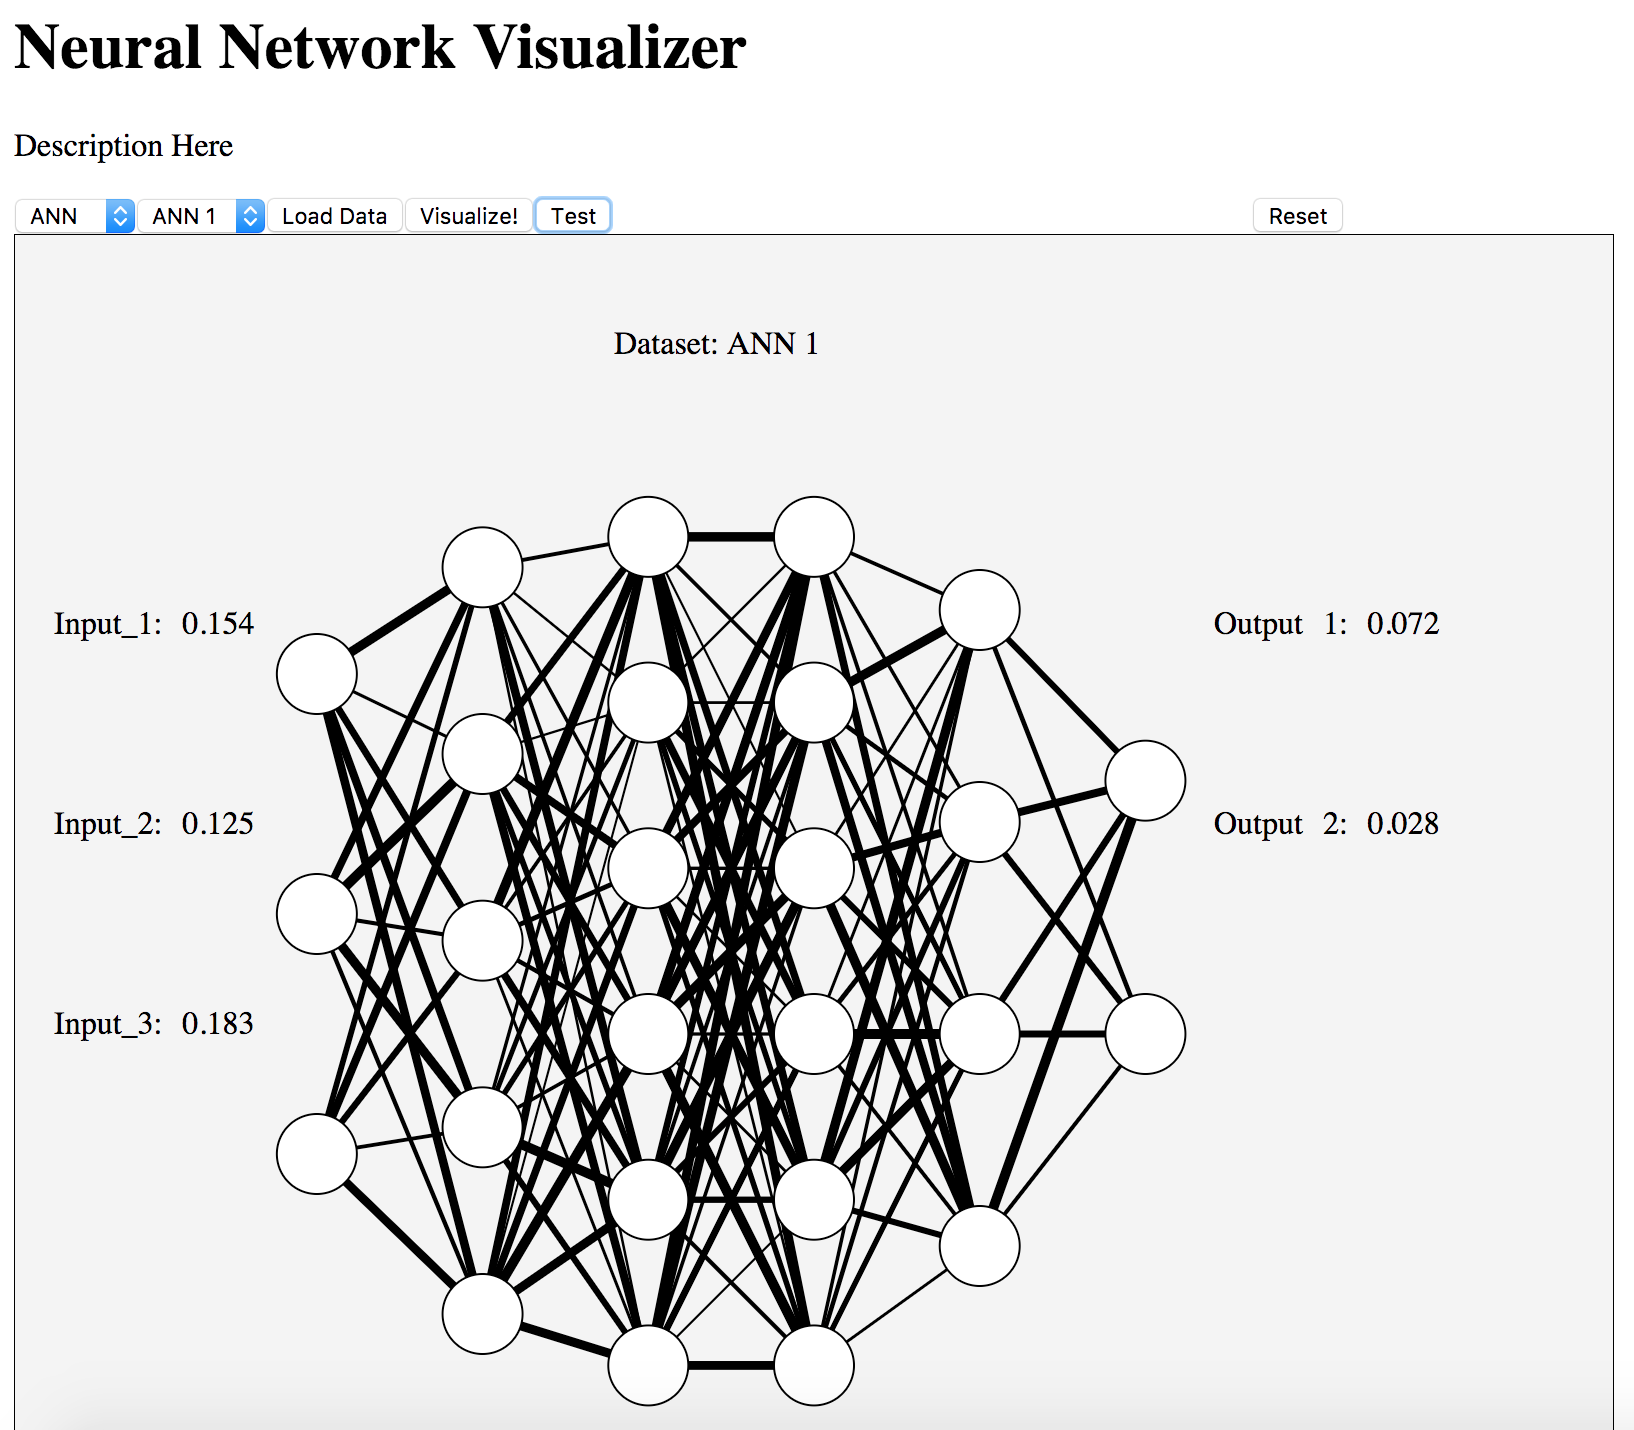 Neural Network Visualizer
Description Here
ANN ANN 1 Load Data Visualize! Test Reset
Dataset: ANN 1
Input_1: 0.154 Output 1: 0.072
Input_2: 0.125 Output 2: 0.028
Input_3: 0.183